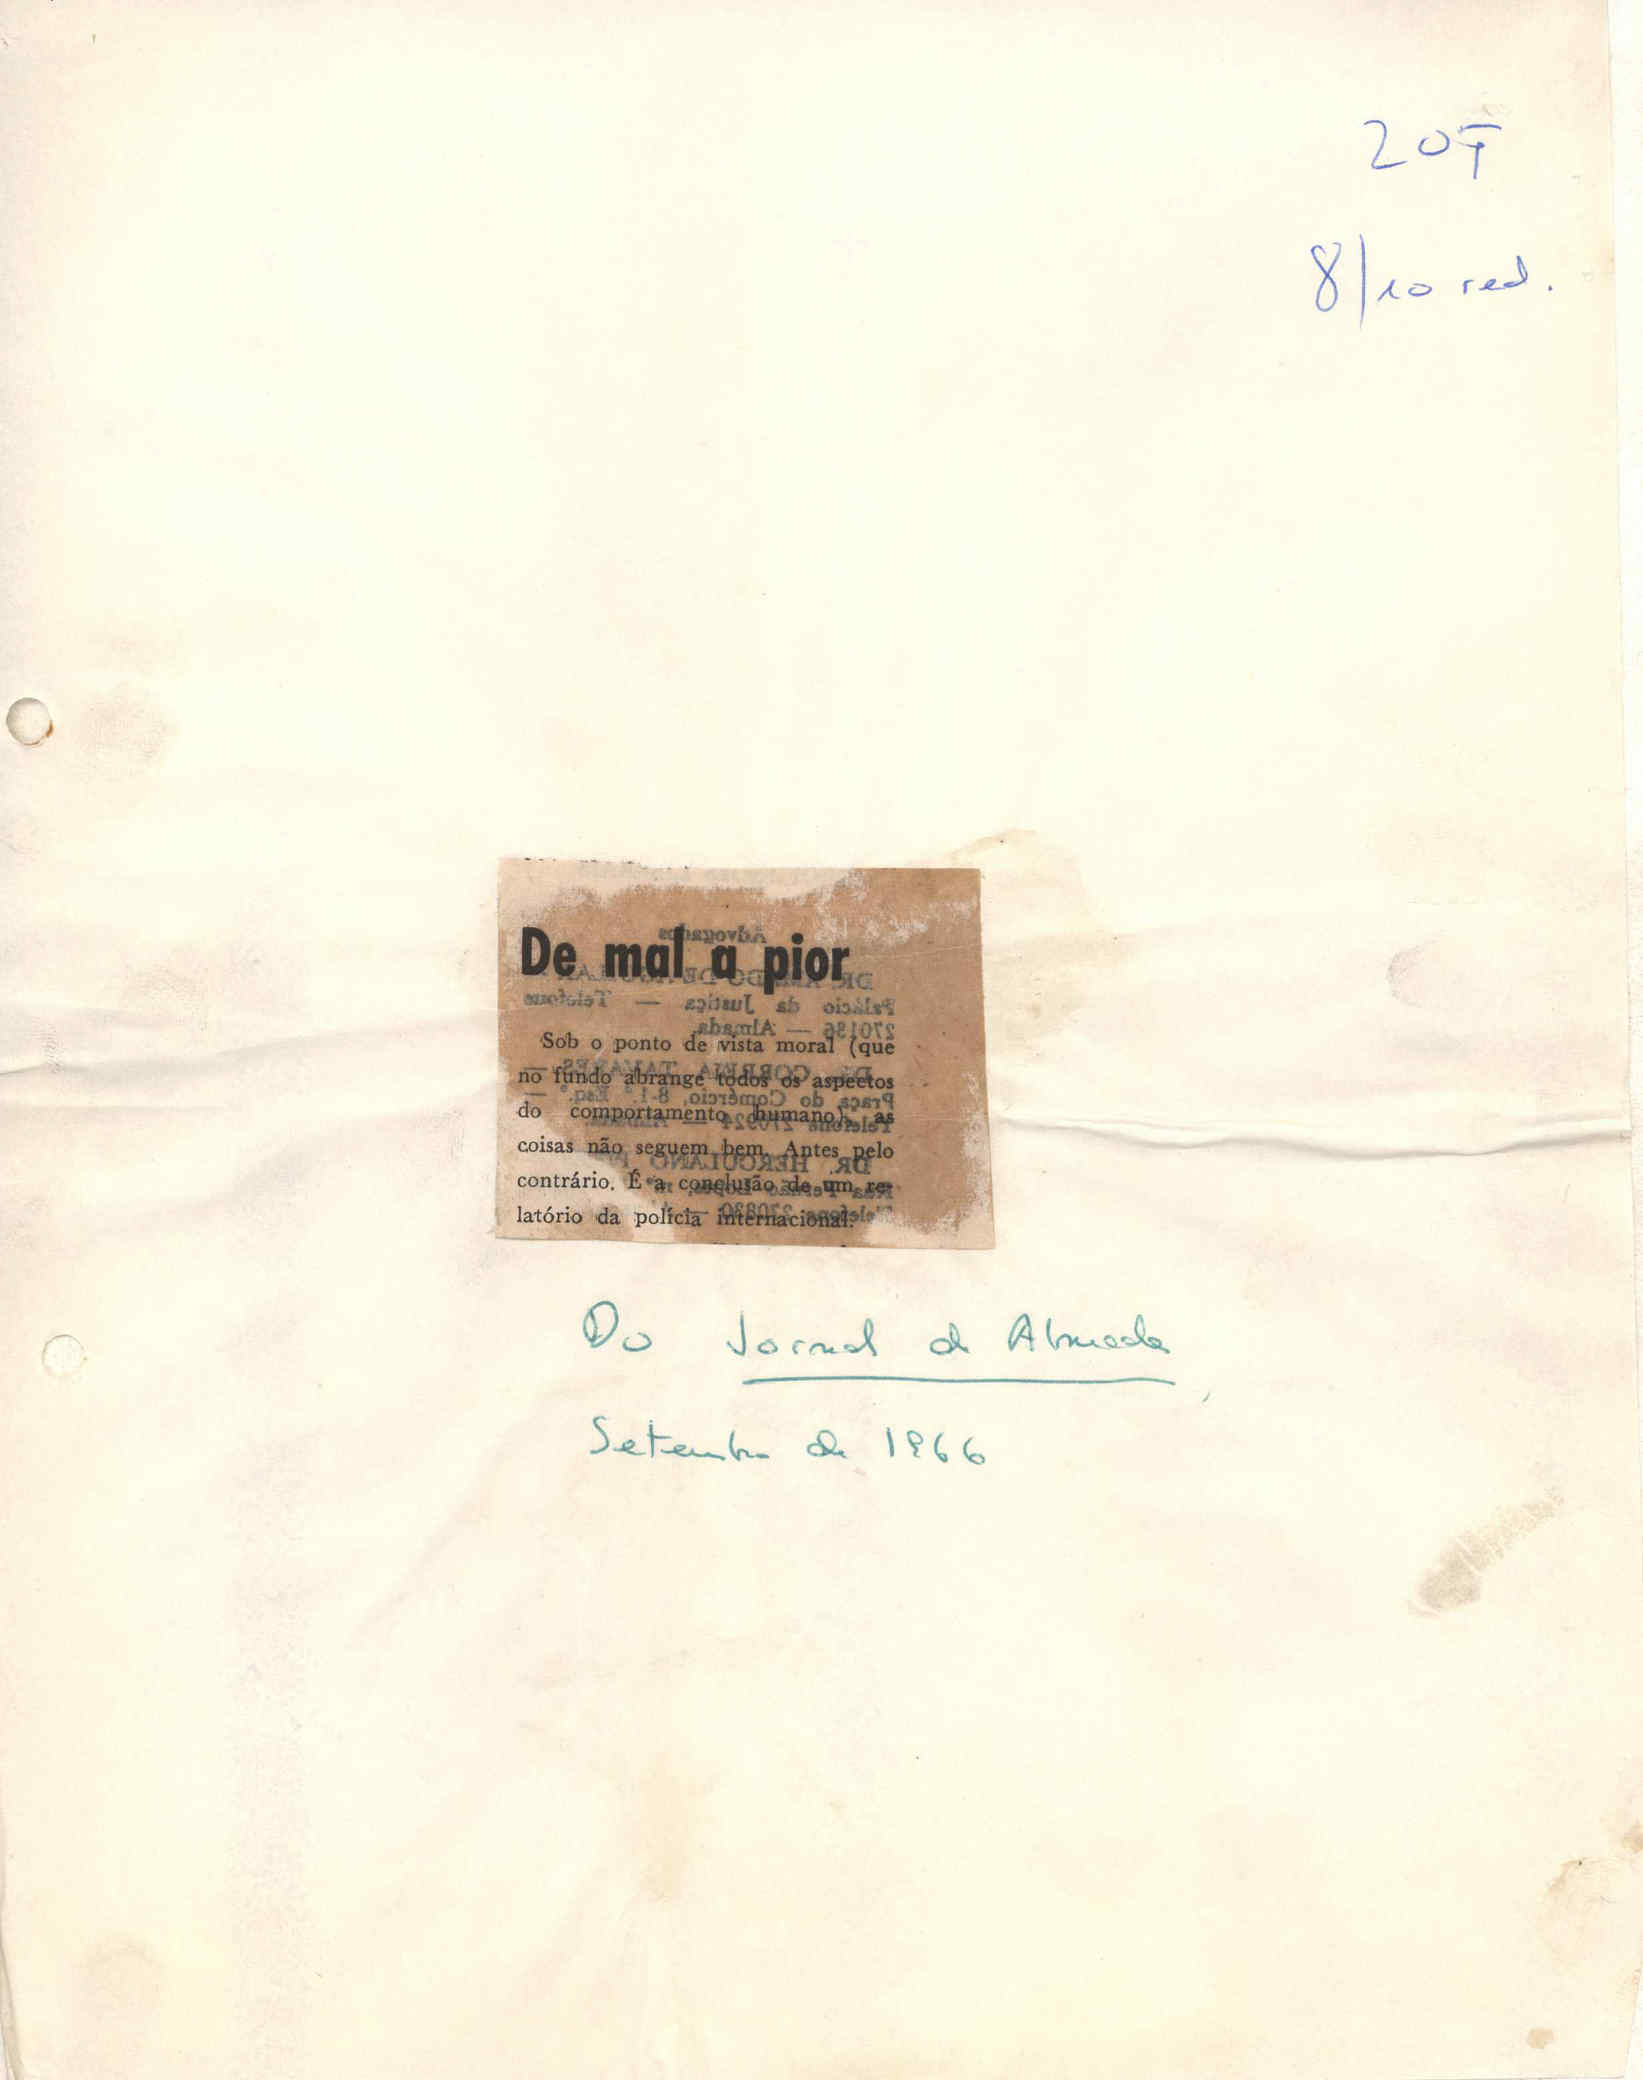 207
8/10 red.
De mal a pior
Sob o ponto de vista moral (que
no fundo abrange todos os aspectos
do comportamento humano), as
coisas não seguem bem. Antes pelo
contrário. É a conclusão de um re-
latório da polícia internacional.
Do Jornal de Almada,
Setembro de 1966